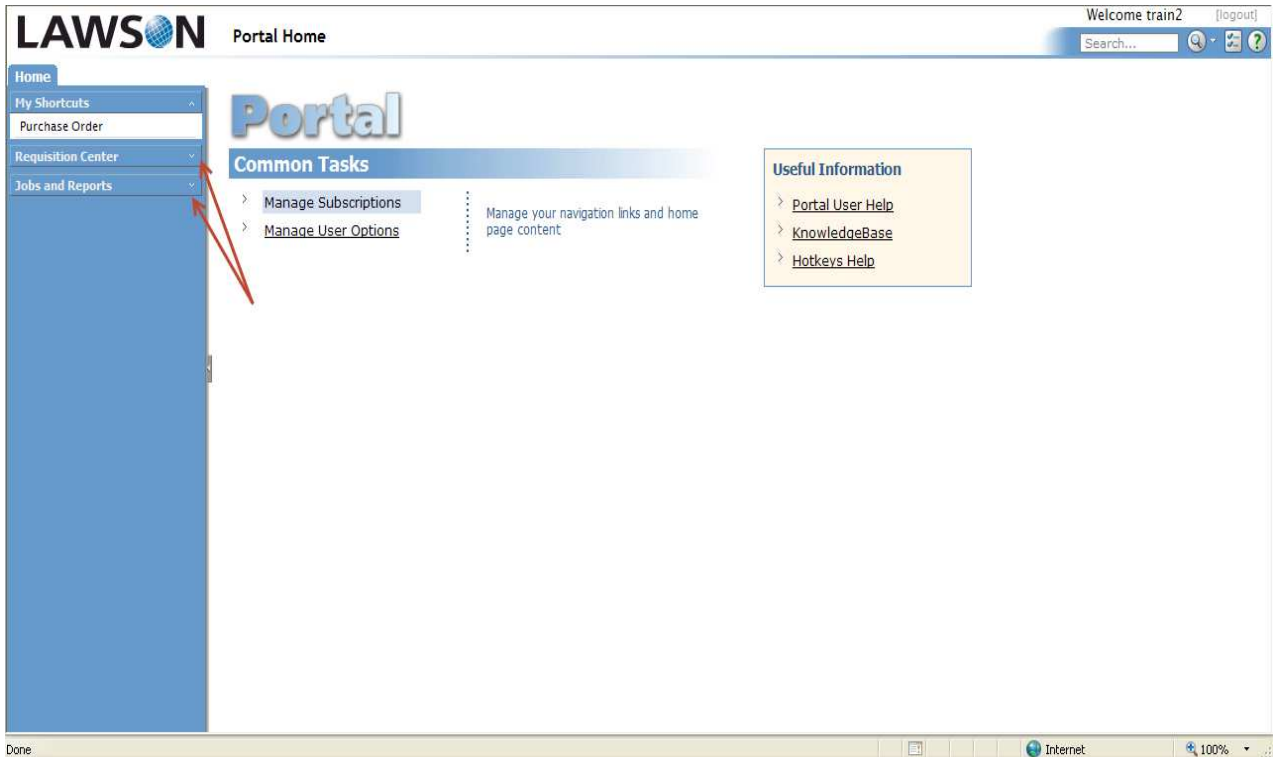 Welcome train2 [logout]
LAWSON Portal Home
Search...
Home
My Shortcuts
Purchase Order
Requisition Center
Jobs and Reports
Portal
Common Tasks
Manage Subscriptions
Manage User Options
Manage your navigation links and home
page content
Useful Information
Portal User Help
KnowledgeBase
Hotkeys Help
Done Internet 100%